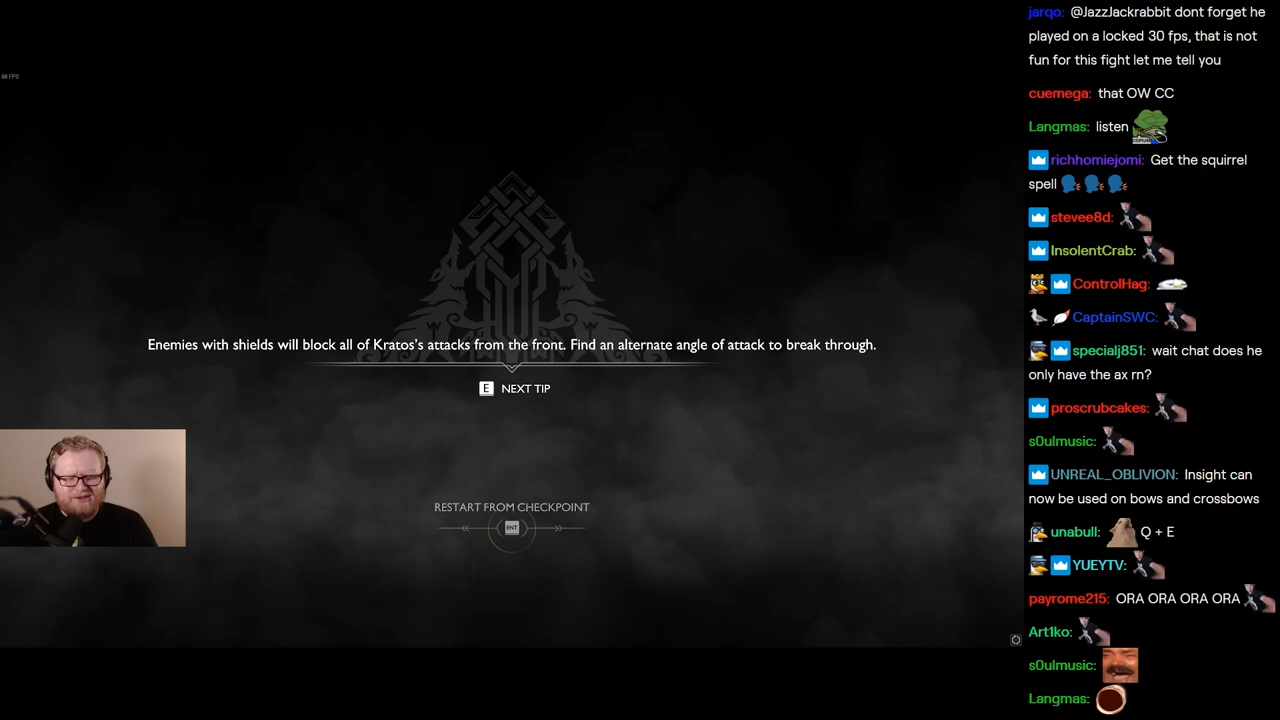 68 FPS
Enemies with shields will block all of Kratos's attacks from the front. Find an alternate angle of attack to break through.
E NEXT TIP
RESTART FROM CHECKPOINT
ENT
jarqo: @JazzJackrabbit dont forget he
played on a locked 30 fps, that is not
fun for this fight let me tell you
cuemega: that OW CC
Langmas: listen
richhomiejomi: Get the squirrel
spell
stevee8d:
InsolentCrab:
ControlHag:
CaptainSWC:
specialj851: wait chat does he
only have the ax rn?
proscrubcakes:
s0ulmusic:
UNREAL_OBLIVION: Insight can
now be used on bows and crossbows
unabull: Q + E
YUEYTV:
payrome215: ORA ORA ORA ORA
Art1ko:
s0ulmusic:
Langmas: